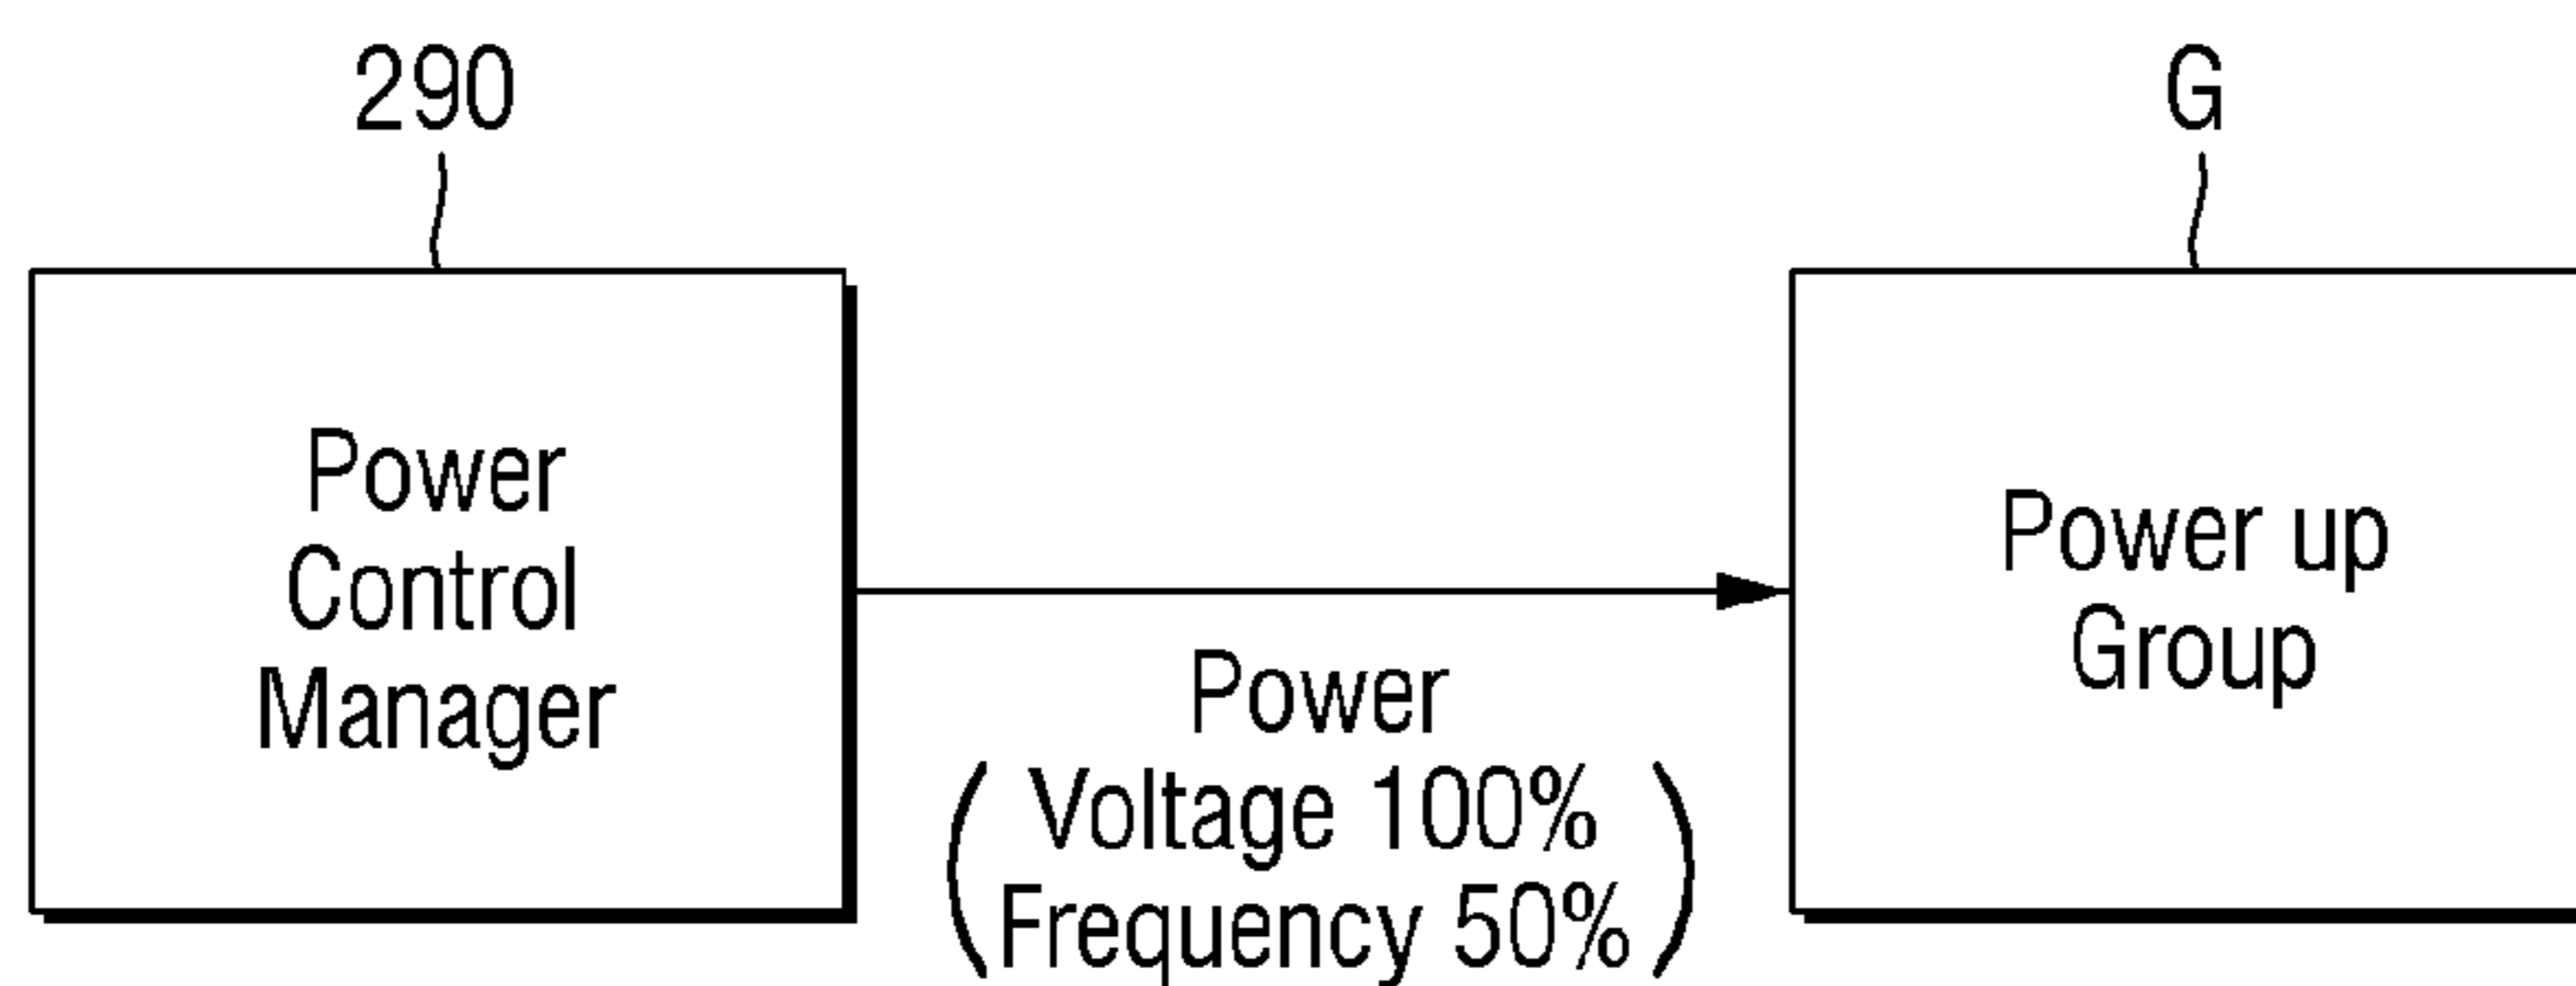 290
G
Power
Control
Manager
Power up
Group
Power
( Voltage 100%
Frequency 50% )